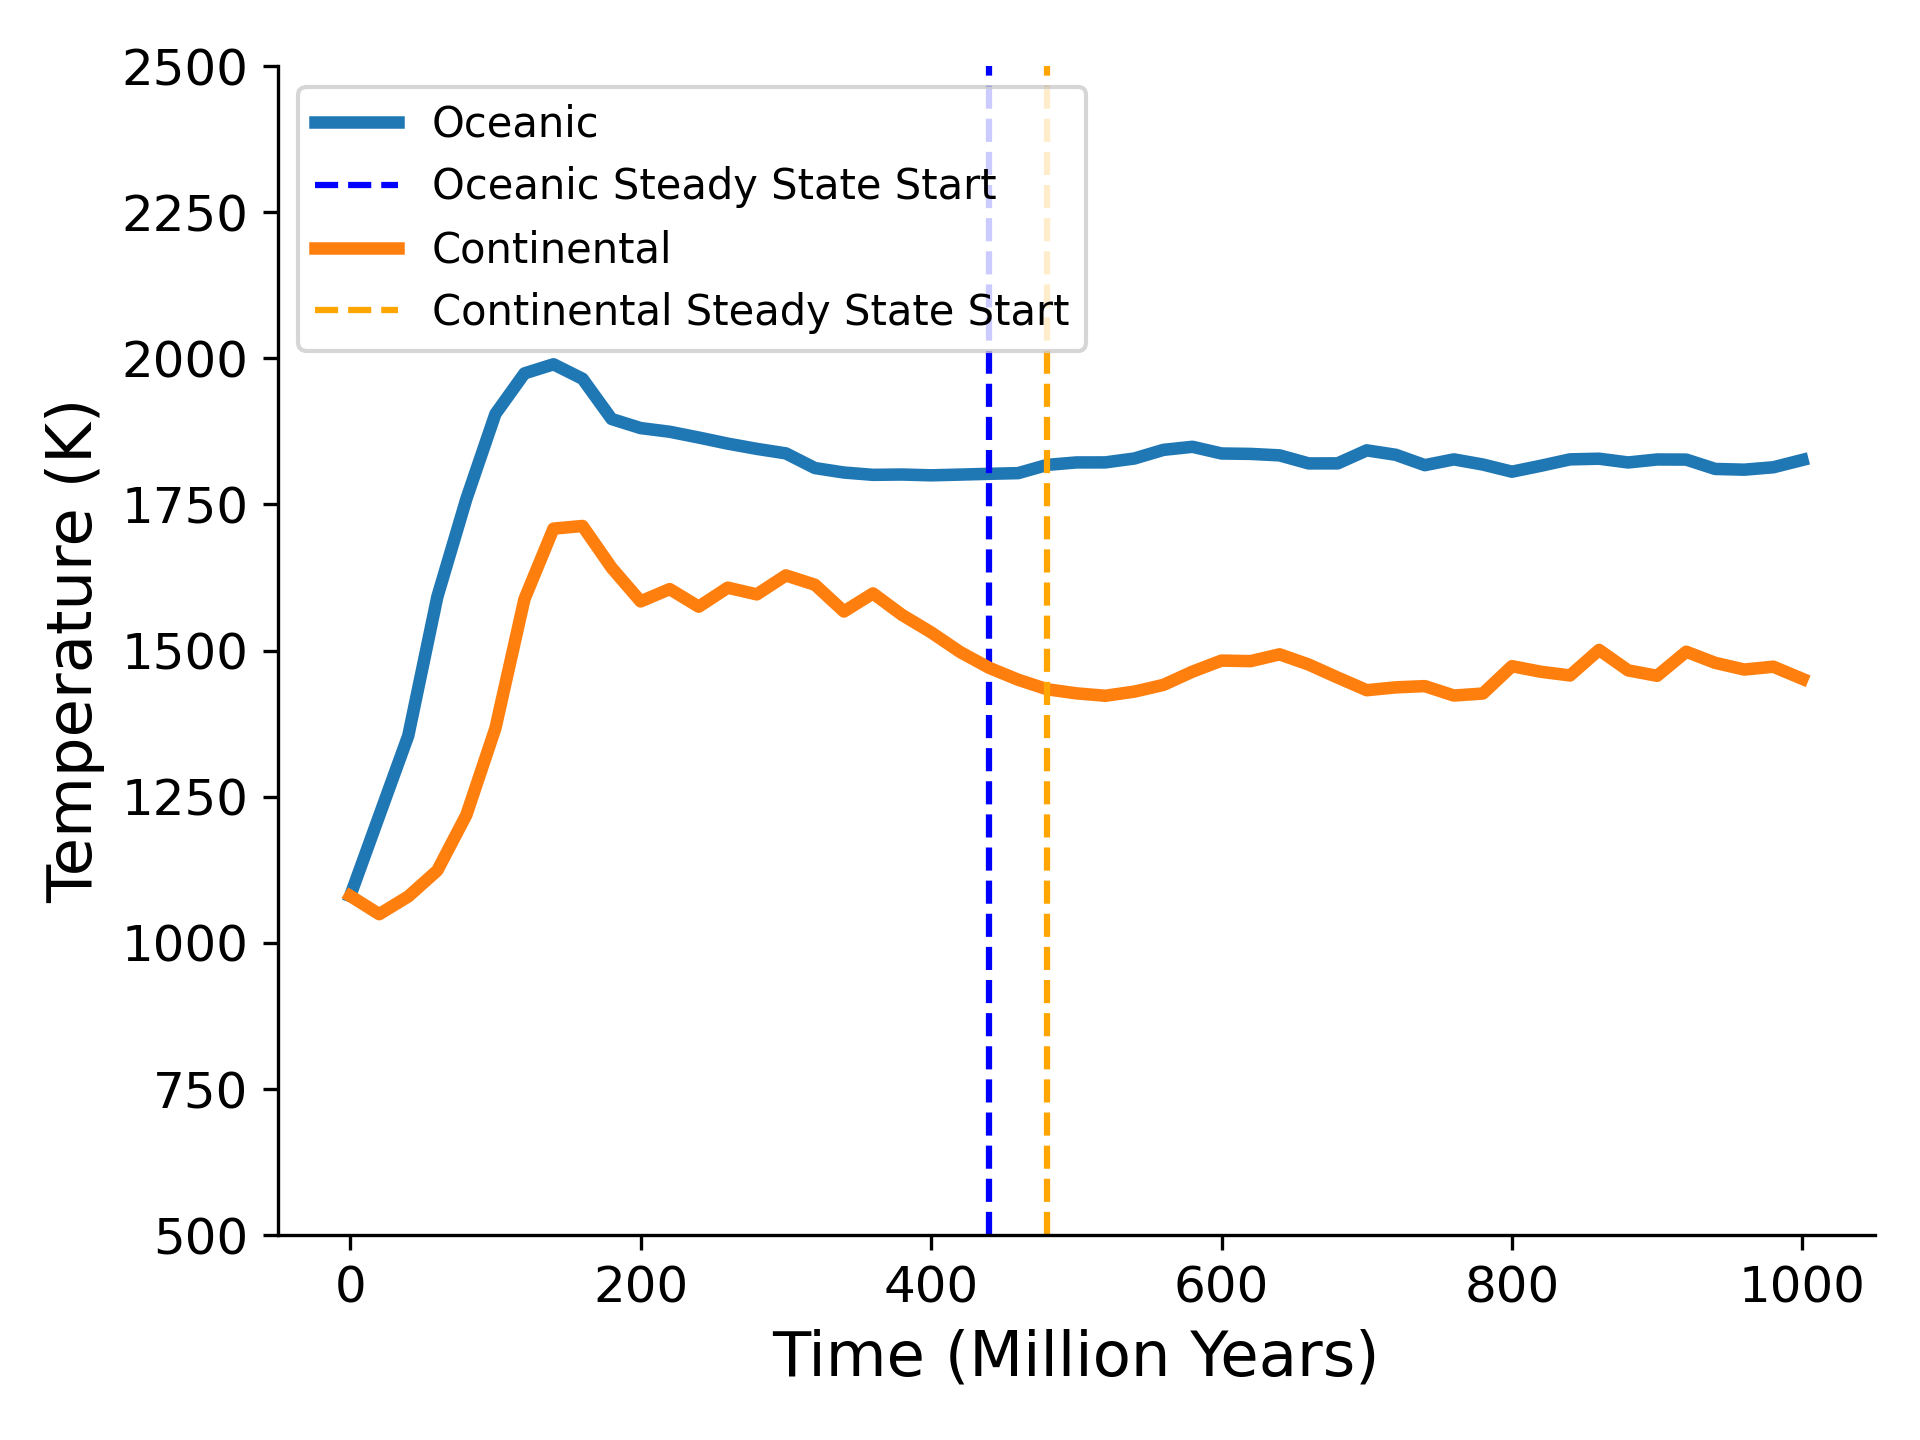 2500
2250
2000
1750
1500
1250
1000
750
500
Temperature (K)
Oceanic
Oceanic Steady State Start
Continental
Continental Steady State Start
0 200 400 600 800 1000
Time (Million Years)